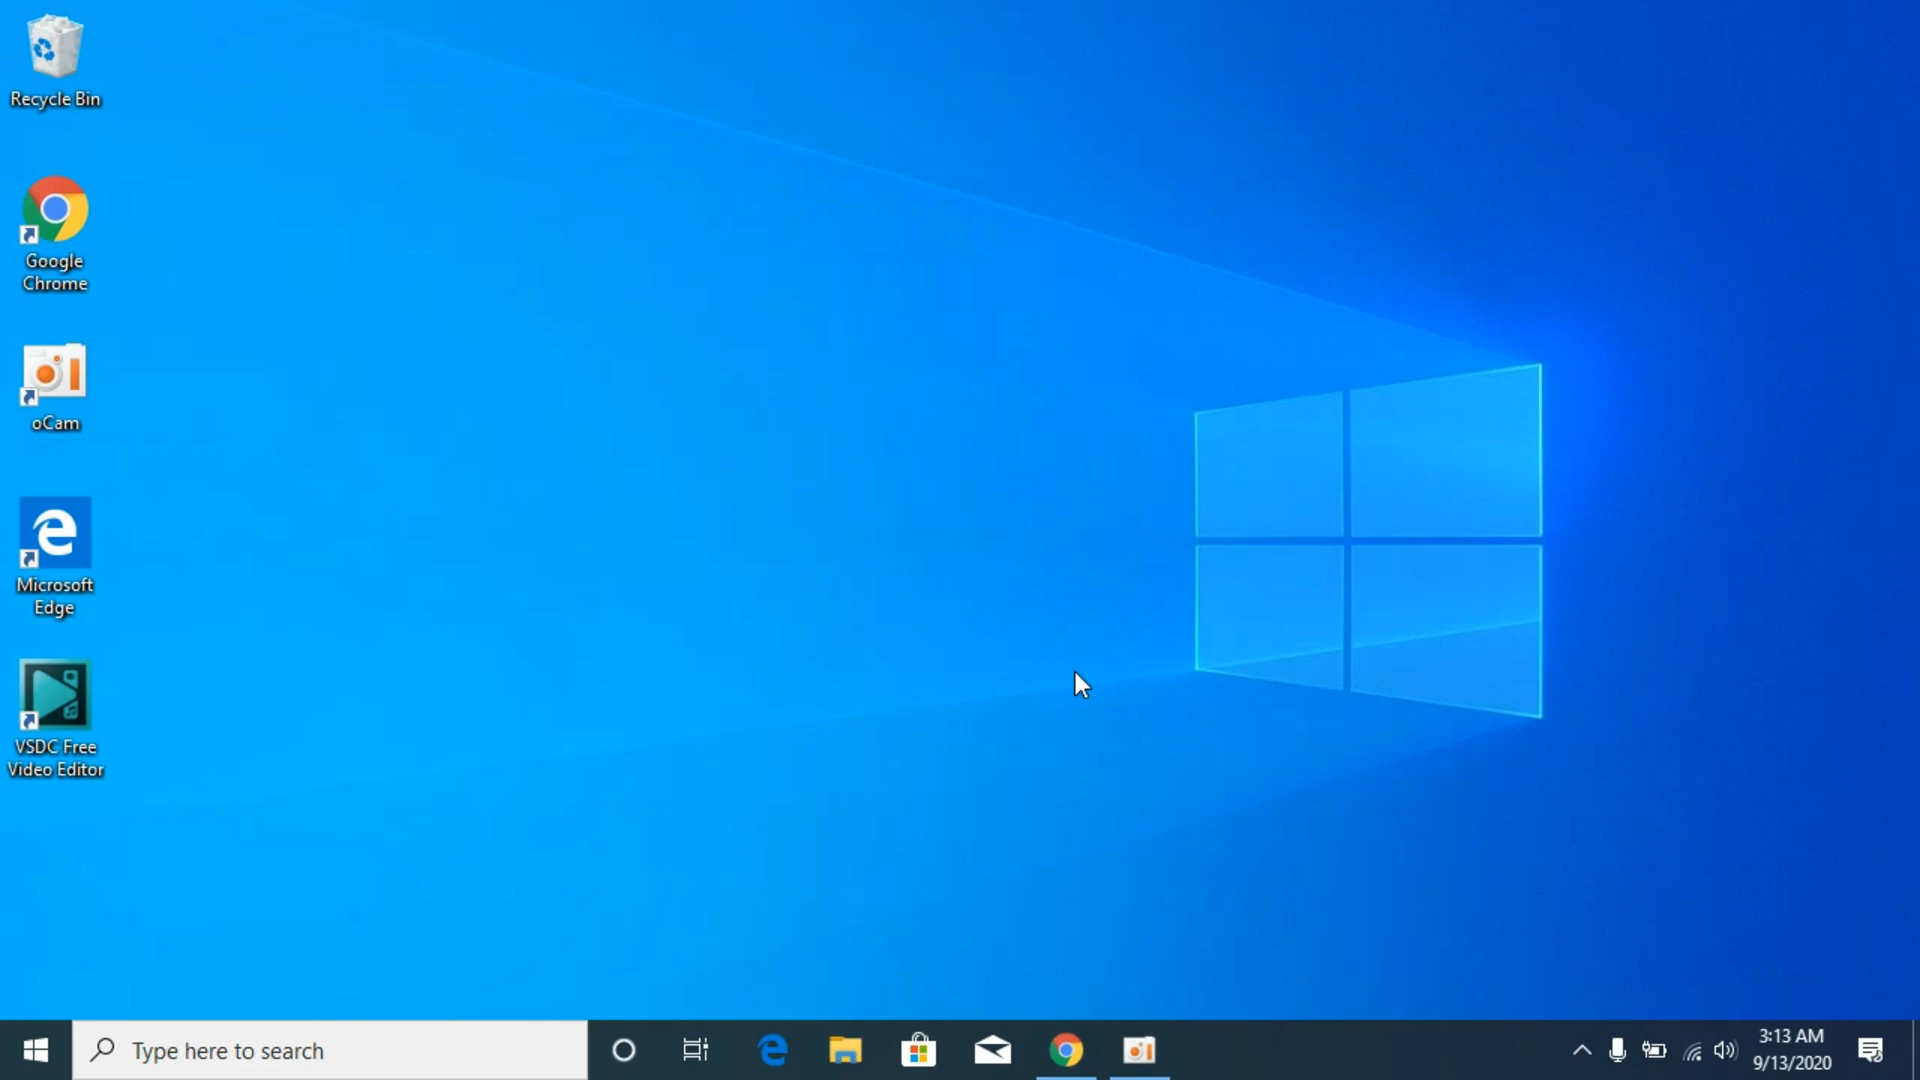 Recycle Bin
Google
Chrome
oCam
Microsoft
Edge
VSDC Free
Video Editor
Type here to search
3:13 AM
9/13/2020